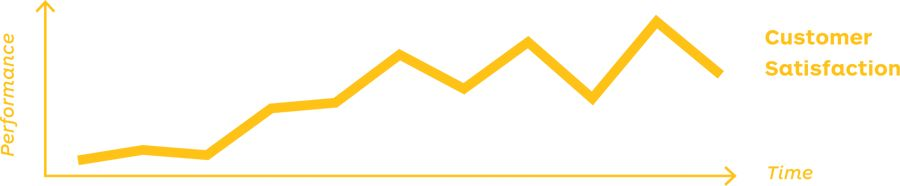 Performance
Customer
Satisfaction
Time